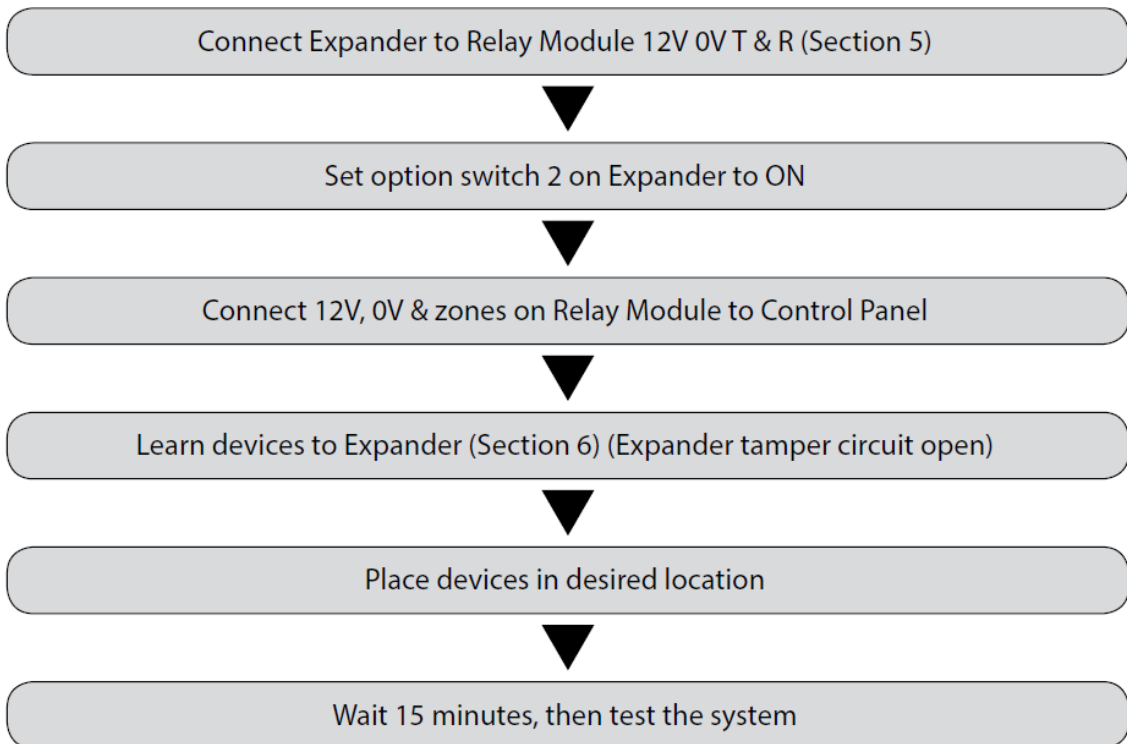 Connect Expander to Relay Module 12V 0V T & R (Section 5)
Set option switch 2 on Expander to ON
Connect 12V, 0V & zones on Relay Module to Control Panel
Learn devices to Expander (Section 6) (Expander tamper circuit open)
Place devices in desired location
Wait 15 minutes, then test the system